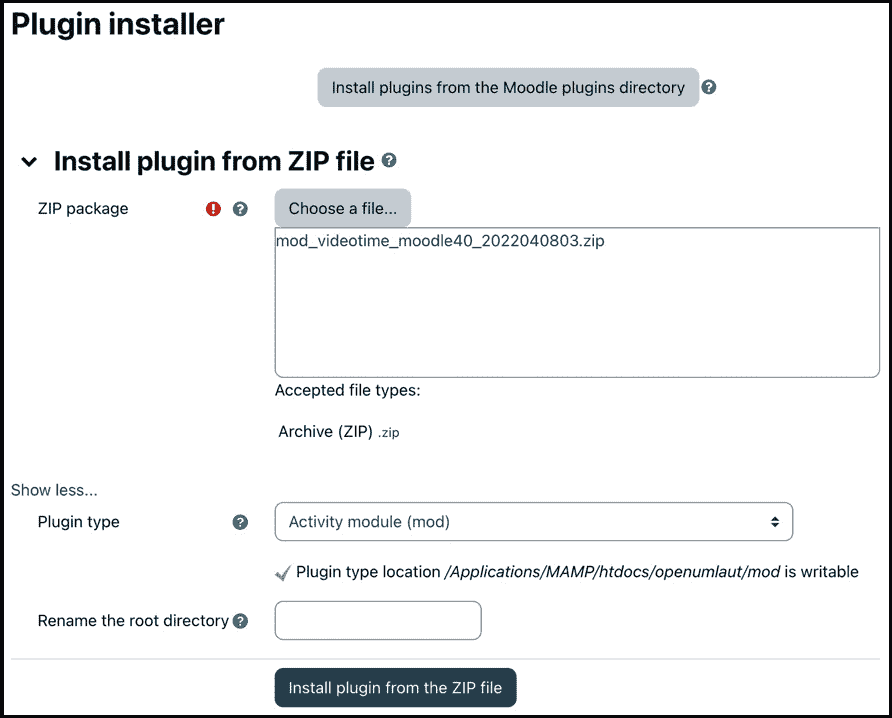 Plugin installer
Install plugins from the Moodle plugins directory
Install plugin from ZIP file
ZIP package
Choose a file...
mod_videotime_moodle40_2022040803.zip
Accepted file types:
Archive (ZIP) .zip
Show less...
Plugin type
Activity module (mod)
Plugin type location /Applications/MAMP/htdocs/openumlaut/mod is writable
Rename the root directory
Install plugin from the ZIP file